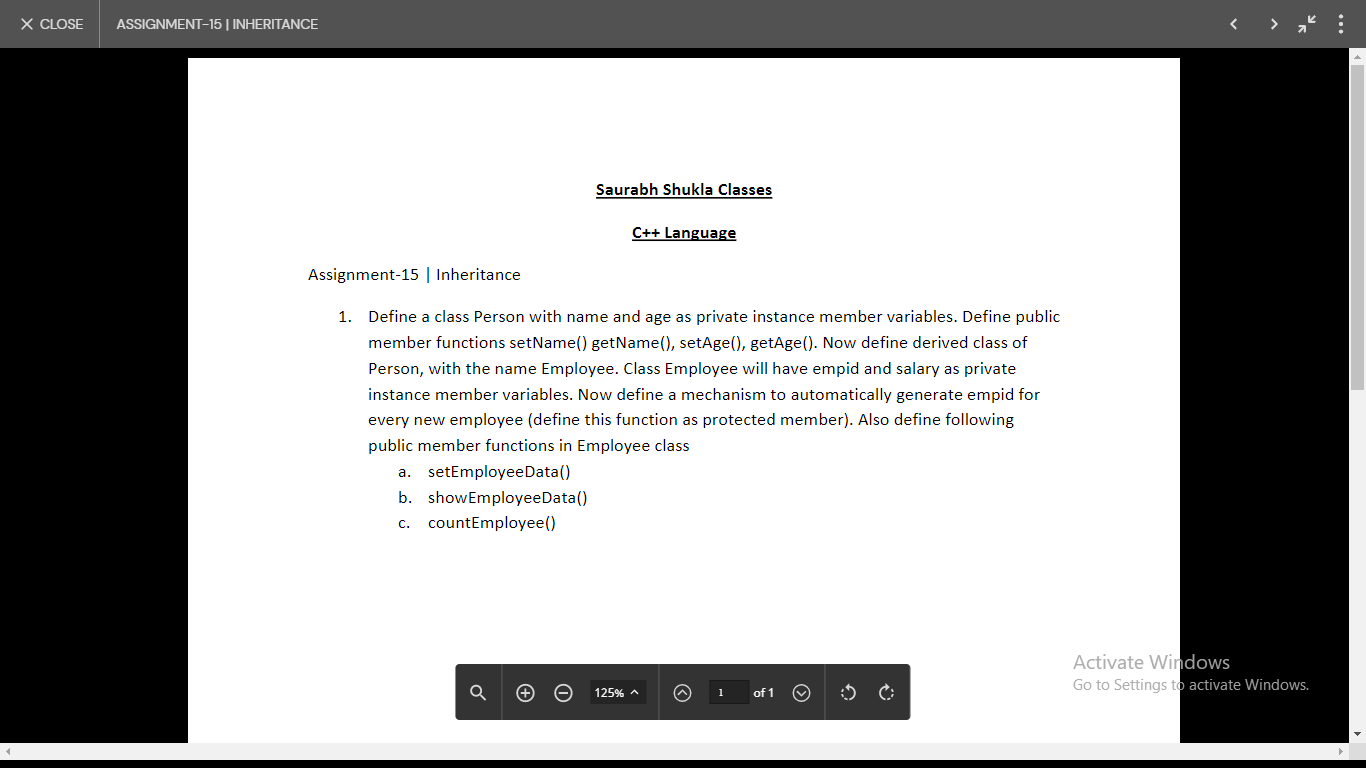 CLOSE ASSIGNMENT-15 | INHERITANCE
Saurabh Shukla Classes
C++ Language
Assignment-15 | Inheritance
1. Define a class Person with name and age as private instance member variables. Define public
member functions setName() getName(), setAge(), getAge(). Now define derived class of
Person, with the name Employee. Class Employee will have empid and salary as private
instance member variables. Now define a mechanism to automatically generate empid for
every new employee (define this function as protected member). Also define following
public member functions in Employee class
a. setEmployeeData()
b. showEmployeeData()
c. countEmployee()
Activate Windows
Go to Settings to activate Windows.
125% 1 of 1